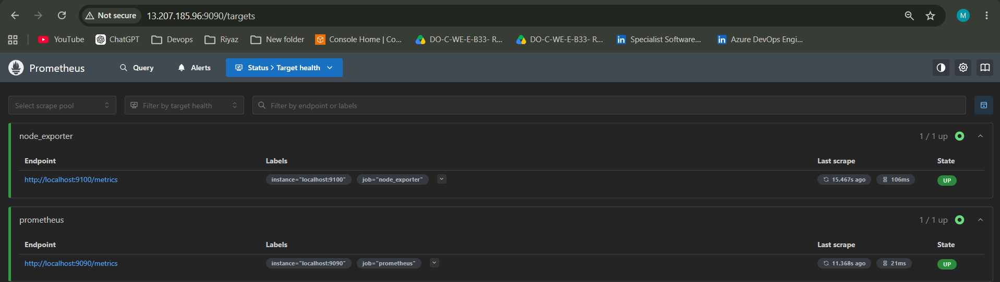 Not secure 13.207.185.96:9090/targets M
YouTube ChatGPT Devops Riyaz New folder Console Home | Co... DO-C-WE-E-B33- R... DO-C-WE-E-B33- R... Specialist Software... Azure DevOps Engi...
Prometheus Query Alerts Status > Target health
Select scrape pool Filter by target health Filter by endpoint or labels
node_exporter 1 / 1 up
Endpoint Labels Last scrape State
http://localhost:9100/metrics instance="localhost:9100" job="node_exporter" 15.467s ago 106ms UP
prometheus 1 / 1 up
Endpoint Labels Last scrape State
http://localhost:9090/metrics instance="localhost:9090" job="prometheus" 11.368s ago 21ms UP